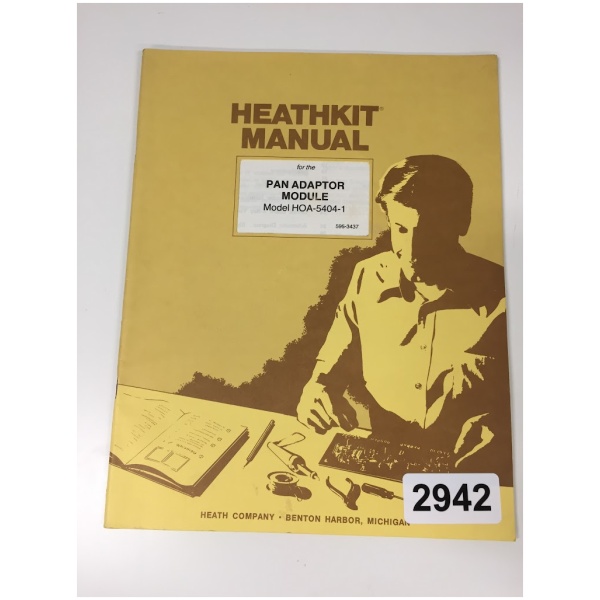 HEATHKIT®
MANUAL
for the
PAN ADAPTOR
MODULE
Model HOA-5404-1
595-3437
HEATH COMPANY • BENTON HARBOR, MICHIGAN
2942